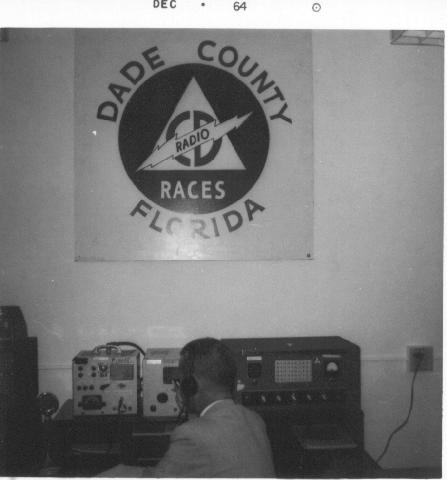 DEC • 64
DADE COUNTY
CD
RADIO
RACES
FLORIDA